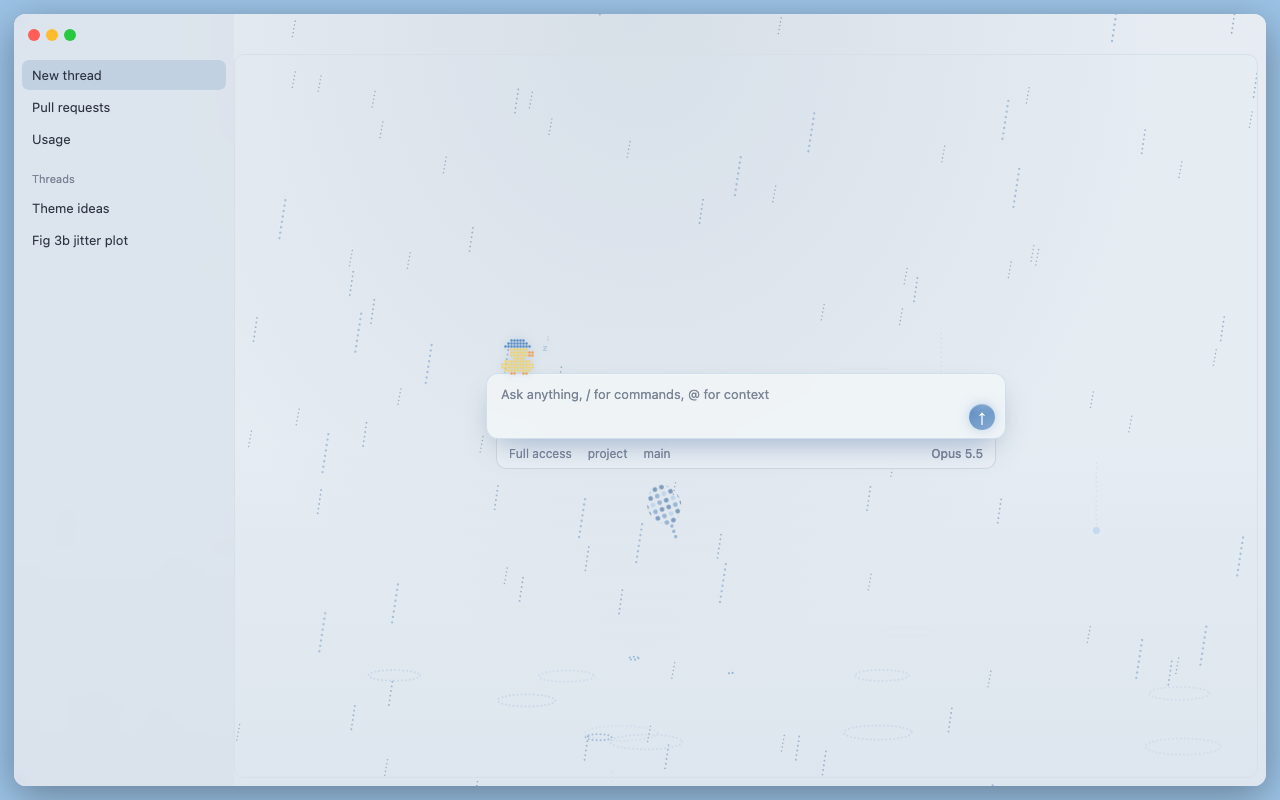 New thread
Pull requests
Usage
Threads
Theme ideas
Fig 3b jitter plot
z
Ask anything, / for commands, @ for context
↑
Full access project main Opus 5.5